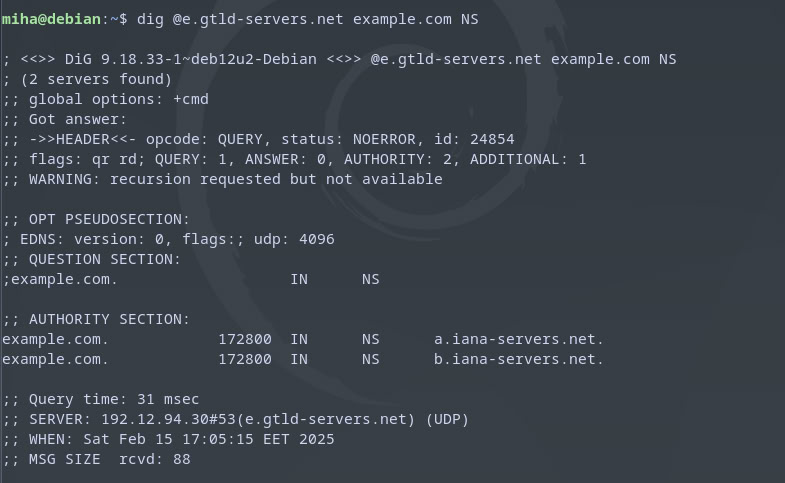 miha@debian:~$ dig @e.gtld-servers.net example.com NS
; <<>> DiG 9.18.33-1~deb12u2-Debian <<>> @e.gtld-servers.net example.com NS
; (2 servers found)
;; global options: +cmd
;; Got answer:
;; ->>HEADER<<- opcode: QUERY, status: NOERROR, id: 24854
;; flags: qr rd; QUERY: 1, ANSWER: 0, AUTHORITY: 2, ADDITIONAL: 1
;; WARNING: recursion requested but not available
;; OPT PSEUDOSECTION:
; EDNS: version: 0, flags:; udp: 4096
;; QUESTION SECTION:
;example.com. IN NS
;; AUTHORITY SECTION:
example.com. 172800 IN NS a.iana-servers.net.
example.com. 172800 IN NS b.iana-servers.net.
;; Query time: 31 msec
;; SERVER: 192.12.94.30#53(e.gtld-servers.net) (UDP)
;; WHEN: Sat Feb 15 17:05:15 EET 2025
;; MSG SIZE  rcvd: 88